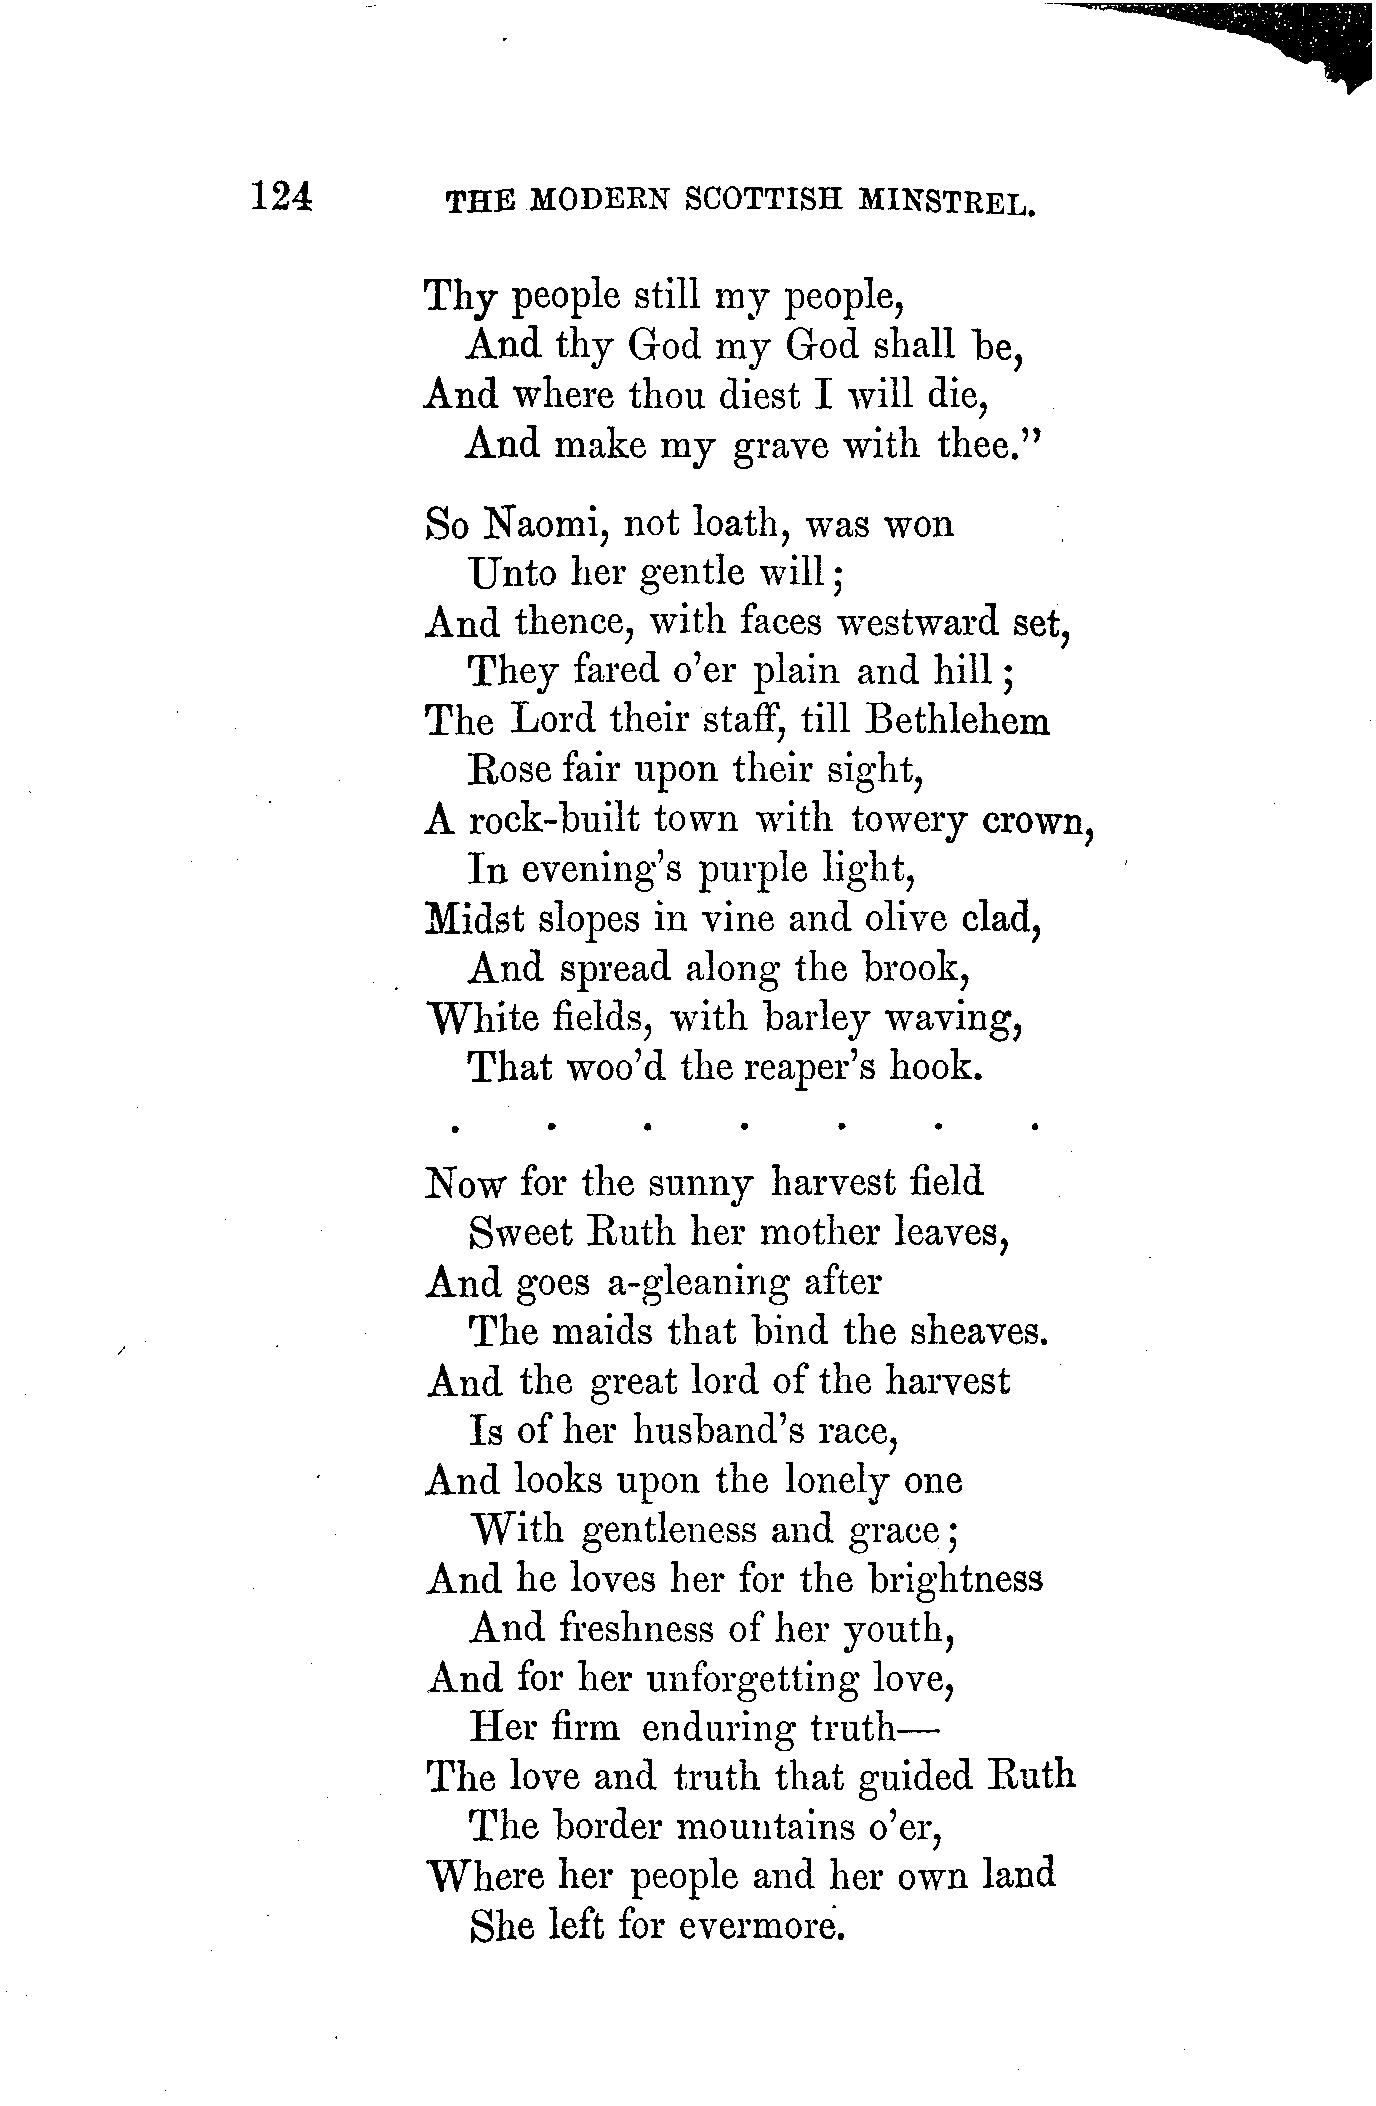 124 THE MODERN SCOTTISH MINSTREL.
Thy people still my people,
And thy God my God shall be,
And where thou diest I will die,
And make my grave with thee.”
So Naomi, not loath, was won
Unto her gentle will;
And thence, with faces westward set,
They fared o’er plain and hill;
The Lord their staff, till Bethlehem
Rose fair upon their sight,
A rock-built town with towery crown,
In evening’s purple light,
Midst slopes in vine and olive clad,
And spread along the brook,
White fields, with barley waving,
That woo’d the reaper’s hook.
. . . . . . .
Now for the sunny harvest field
Sweet Ruth her mother leaves,
And goes a-gleaning after
The maids that bind the sheaves.
And the great lord of the harvest
Is of her husband’s race,
And looks upon the lonely one
With gentleness and grace;
And he loves her for the brightness
And freshness of her youth,
And for her unforgetting love,
Her firm enduring truth—
The love and truth that guided Ruth
The border mountains o’er,
Where her people and her own land
She left for evermore.